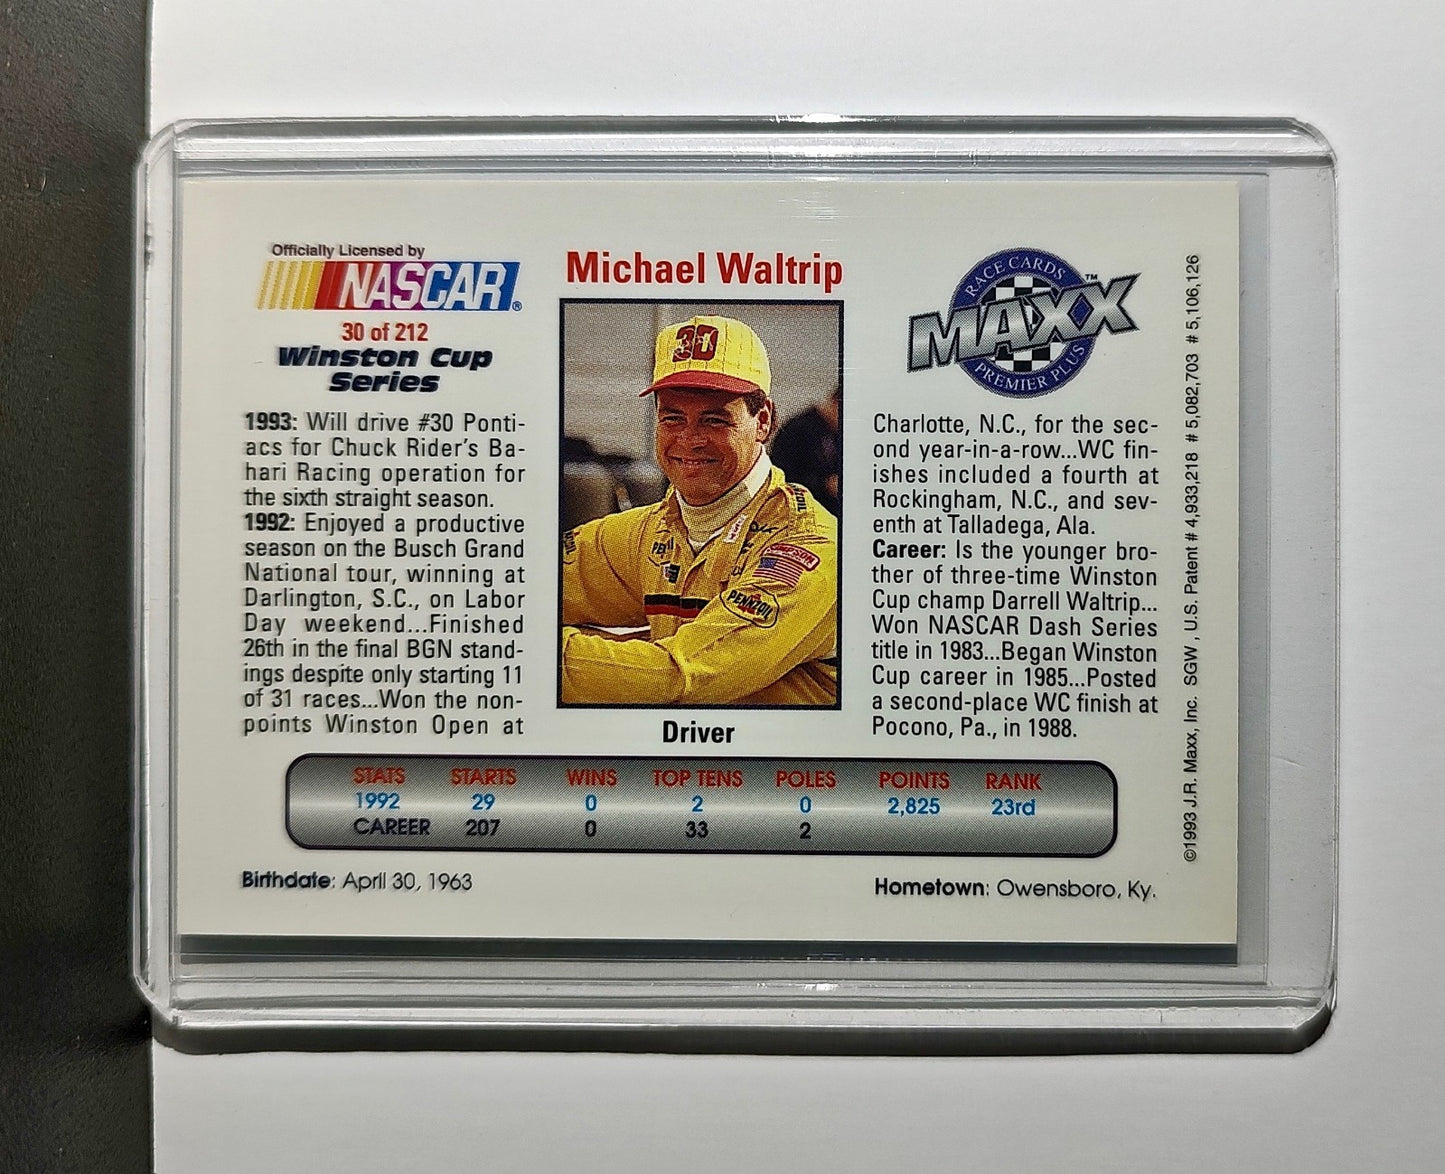 Officially Licensed by
NASCAR®
30 of 212
Winston Cup
Series
Michael Waltrip
RACE CARDS
MAXX™
PREMIER PLUS
1993: Will drive #30 Ponti-
acs for Chuck Rider's Ba-
hari Racing operation for
the sixth straight season.
1992: Enjoyed a productive
season on the Busch Grand
National tour, winning at
Darlington, S.C., on Labor
Day weekend...Finished
26th in the final BGN stand-
ings despite only starting 11
of 31 races...Won the non-
points Winston Open at
30
SIMPSON
PENNZOIL
Driver
Charlotte, N.C., for the sec-
ond year-in-a-row...WC fin-
ishes included a fourth at
Rockingham, N.C., and sev-
enth at Talladega, Ala.
Career: Is the younger bro-
ther of three-time Winston
Cup champ Darrell Waltrip...
Won NASCAR Dash Series
title in 1983...Began Winston
Cup career in 1985...Posted
a second-place WC finish at
Pocono, Pa., in 1988.
STATS STARTS WINS TOP TENS POLES POINTS RANK
1992 29 0 2 0 2,825 23rd
CAREER 207 0 33 2
Birthdate: April 30, 1963
Hometown: Owensboro, Ky.
©1993 J.R. Maxx, Inc. SGW , U.S. Patent # 4,933,218 # 5,082,703 # 5,106,126